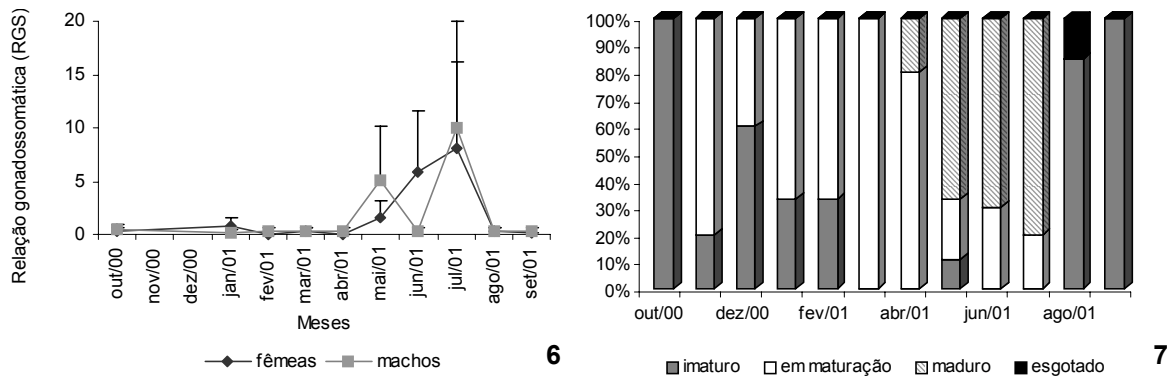 Relação gonadossomática (RGS)
20
15
10
5
0
out/00
nov/00
dez/00
jan/01
fev/01
mar/01
abr/01
mai/01
jun/01
jul/01
ago/01
set/01
Meses
fêmeas machos
6
100%
90%
80%
70%
60%
50%
40%
30%
20%
10%
0%
out/00 dez/00 fev/01 abr/01 jun/01 ago/01
imaturo em maturação maduro esgotado
7